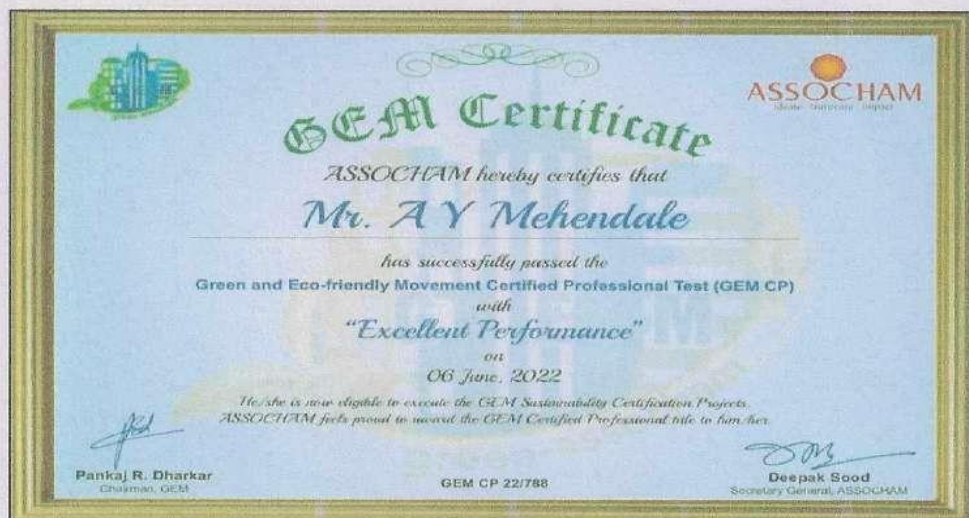 ASSOCHAM
GEM Certificate
ASSOCHAM hereby certifies that
Mr. A Y Mehendale
has successfully passed the
Green and Eco-friendly Movement Certified Professional Test (GEM CP)
with
"Excellent Performance"
on
06 June, 2022
He/she is now eligible to execute the GEM Sustainability Certification Projects.
ASSOCHAM feels proud to award the GEM Certified Professional title to him/her.
Pankaj R. Dharkar
Chairman, GEM
GEM CP 22/788
Deepak Sood
Secretary General, ASSOCHAM